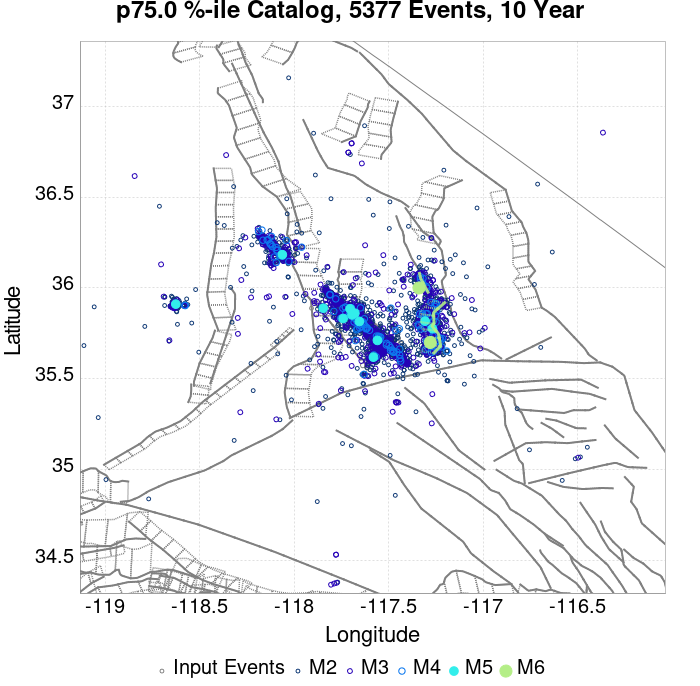 p75.0 %-ile Catalog, 5377 Events, 10 Year
37
36.5
36
35.5
35
34.5
Latitude
-119 -118.5 -118 -117.5 -117 -116.5
Longitude
Input Events M2 M3 M4 M5 M6